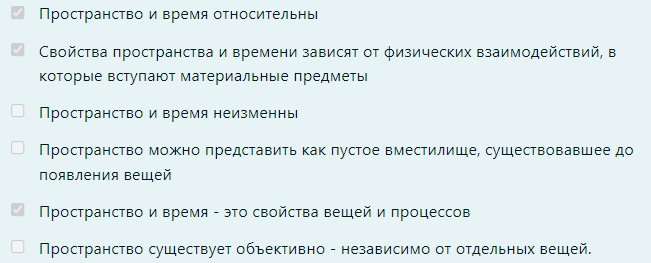 Пространство и время относительны
Свойства пространства и времени зависят от физических взаимодействий, в
которые вступают материальные предметы
Пространство и время неизменны
Пространство можно представить как пустое вместилище, существовавшее до
появления вещей
Пространство и время - это свойства вещей и процессов
Пространство существует объективно - независимо от отдельных вещей.